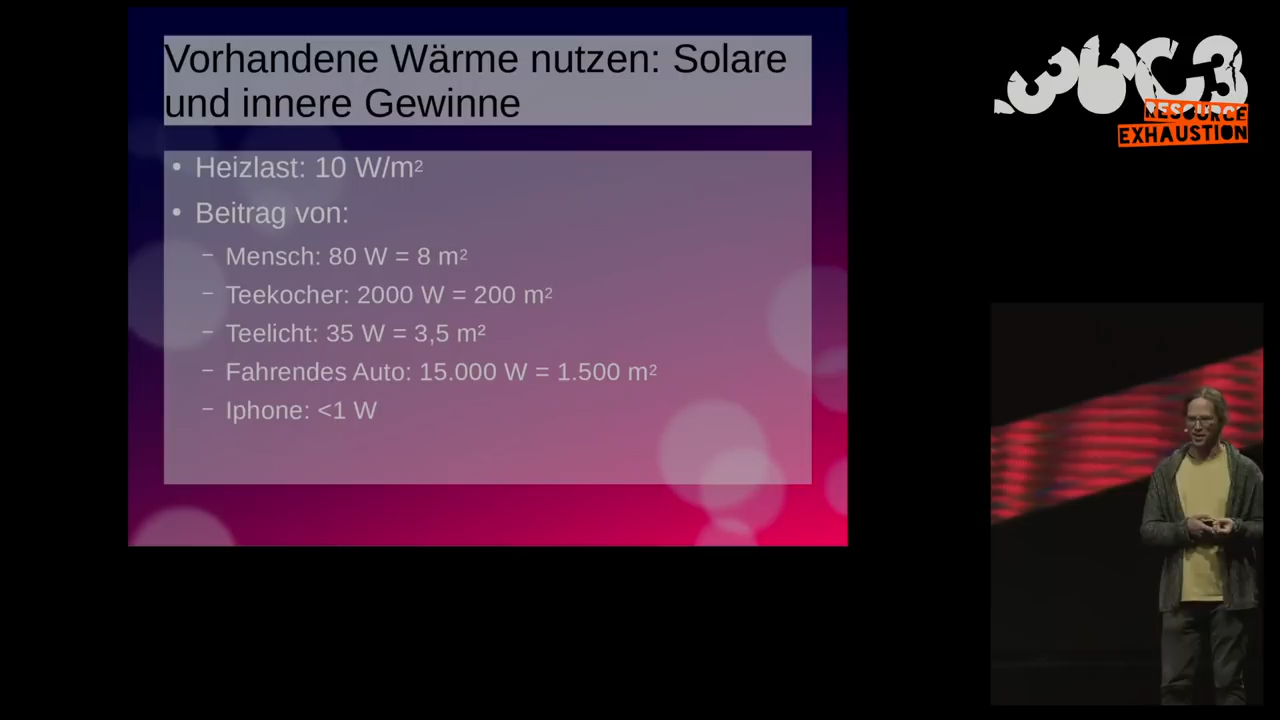 Vorhandene Wärme nutzen: Solare
und innere Gewinne
• Heizlast: 10 W/m²
• Beitrag von:
– Mensch: 80 W = 8 m²
– Teekocher: 2000 W = 200 m²
– Teelicht: 35 W = 3,5 m²
– Fahrendes Auto: 15.000 W = 1.500 m²
– Iphone: <1 W
36C3
RESOURCE
EXHAUSTION